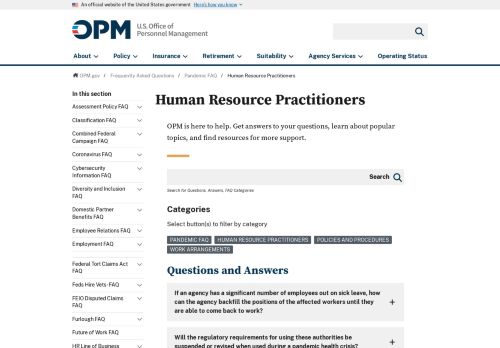 An official website of the United States government Here's how you know
OPM U.S. Office of
Personnel Management
About Policy Insurance Retirement Suitability Agency Services Operating Status
OPM.gov / Frequently Asked Questions / Pandemic FAQ / Human Resource Practitioners
In this section
Assessment Policy FAQ
Classification FAQ
Combined Federal
Campaign FAQ
Coronavirus FAQ
Cybersecurity
Information FAQ
Diversity and Inclusion
FAQ
Domestic Partner
Benefits FAQ
Employee Relations FAQ
Employment FAQ
Federal Tort Claims Act
FAQ
Feds Hire Vets- FAQ
FEIO Disputed Claims
FAQ
Furlough FAQ
Future of Work FAQ
HR Line of Business
Human Resource Practitioners
OPM is here to help. Get answers to your questions, learn about popular
topics, and find resources for more support.
Search
Search for Questions, Answers, FAQ Categories
Categories
Select button(s) to filter by category
PANDEMIC FAQ HUMAN RESOURCE PRACTITIONERS POLICIES AND PROCEDURES
WORK ARRANGEMENTS
Questions and Answers
If an agency has a significant number of employees out on sick leave, how
can the agency backfill the positions of the affected workers until they
are able to come back to work?
Will the regulatory requirements for using these authorities be
suspended or revised when used during a pandemic health crisis?